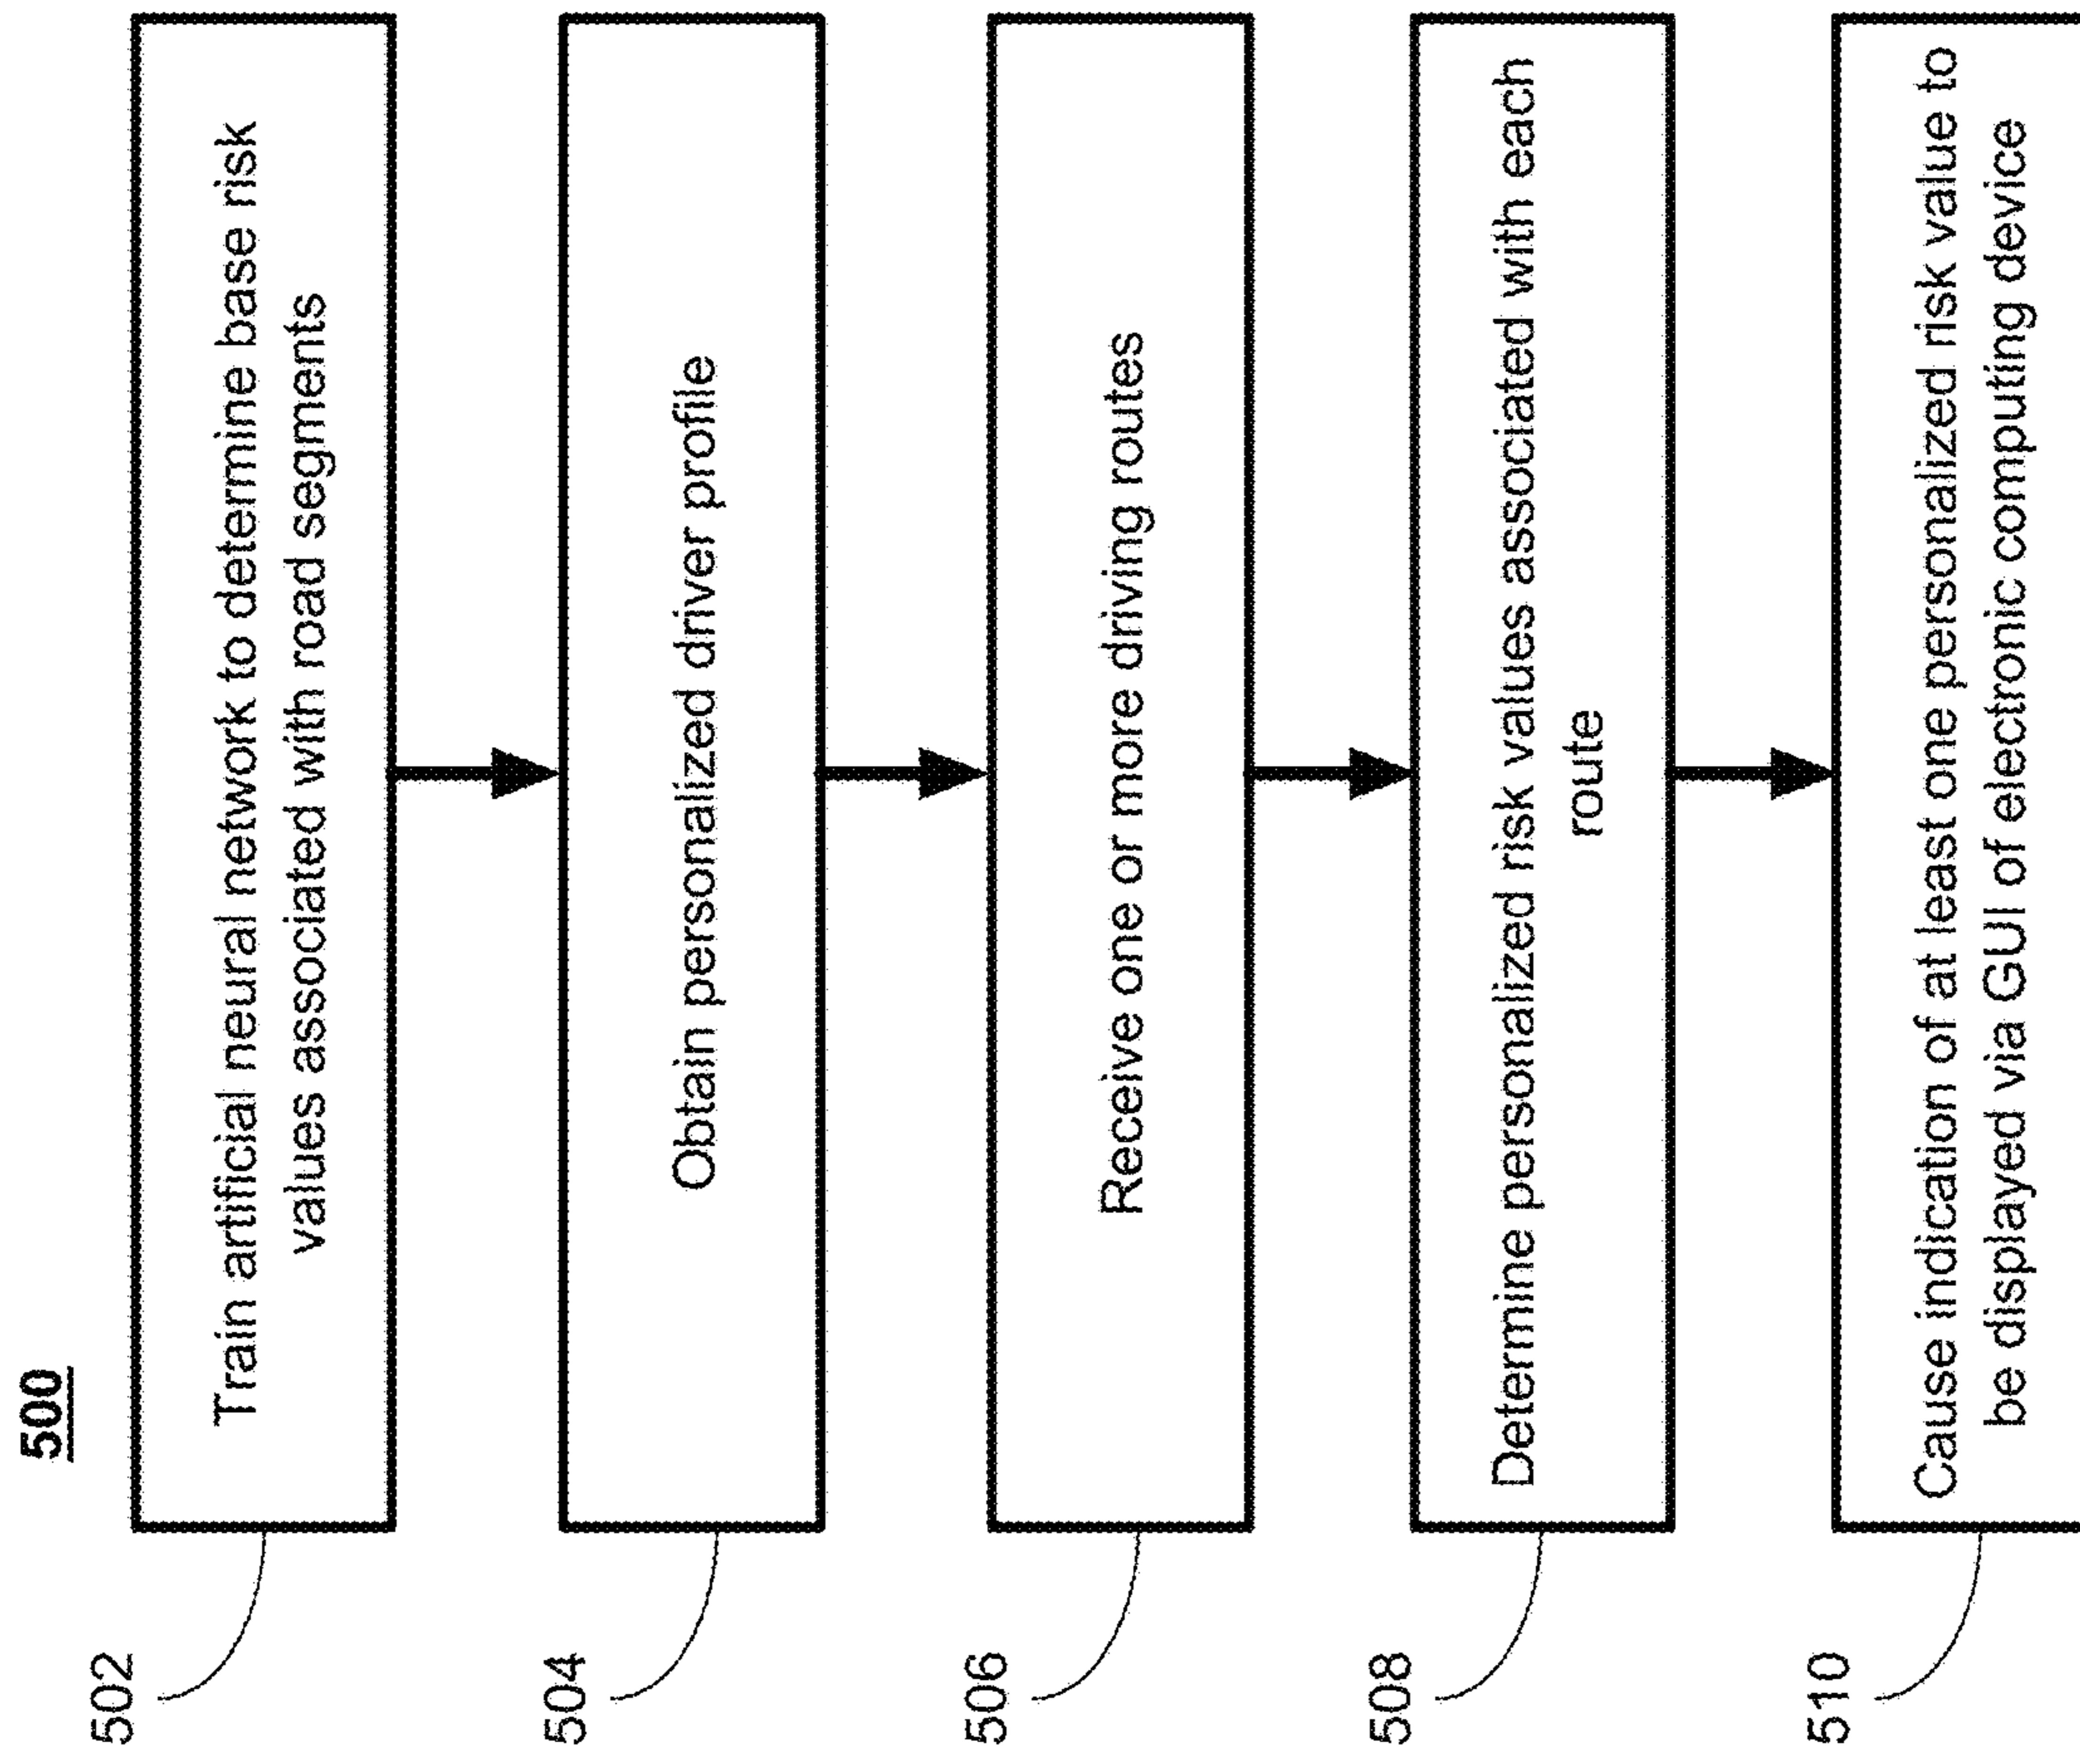 500
502
Train artificial neural network to determine base risk
values associated with road segments
504
Obtain personalized driver profile
506
Receive one or more driving routes
508
Determine personalized risk values associated with each
route
510
Cause indication of at least one personalized risk value to
be displayed via GUI of electronic computing device